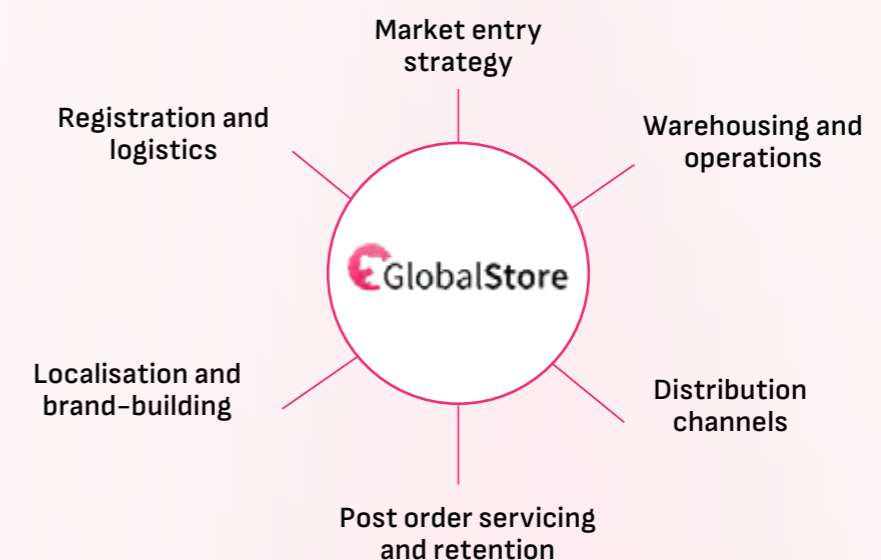 Market entry
strategy
Registration and
logistics
Warehousing and
operations
GlobalStore
Localisation and
brand-building
Distribution
channels
Post order servicing
and retention